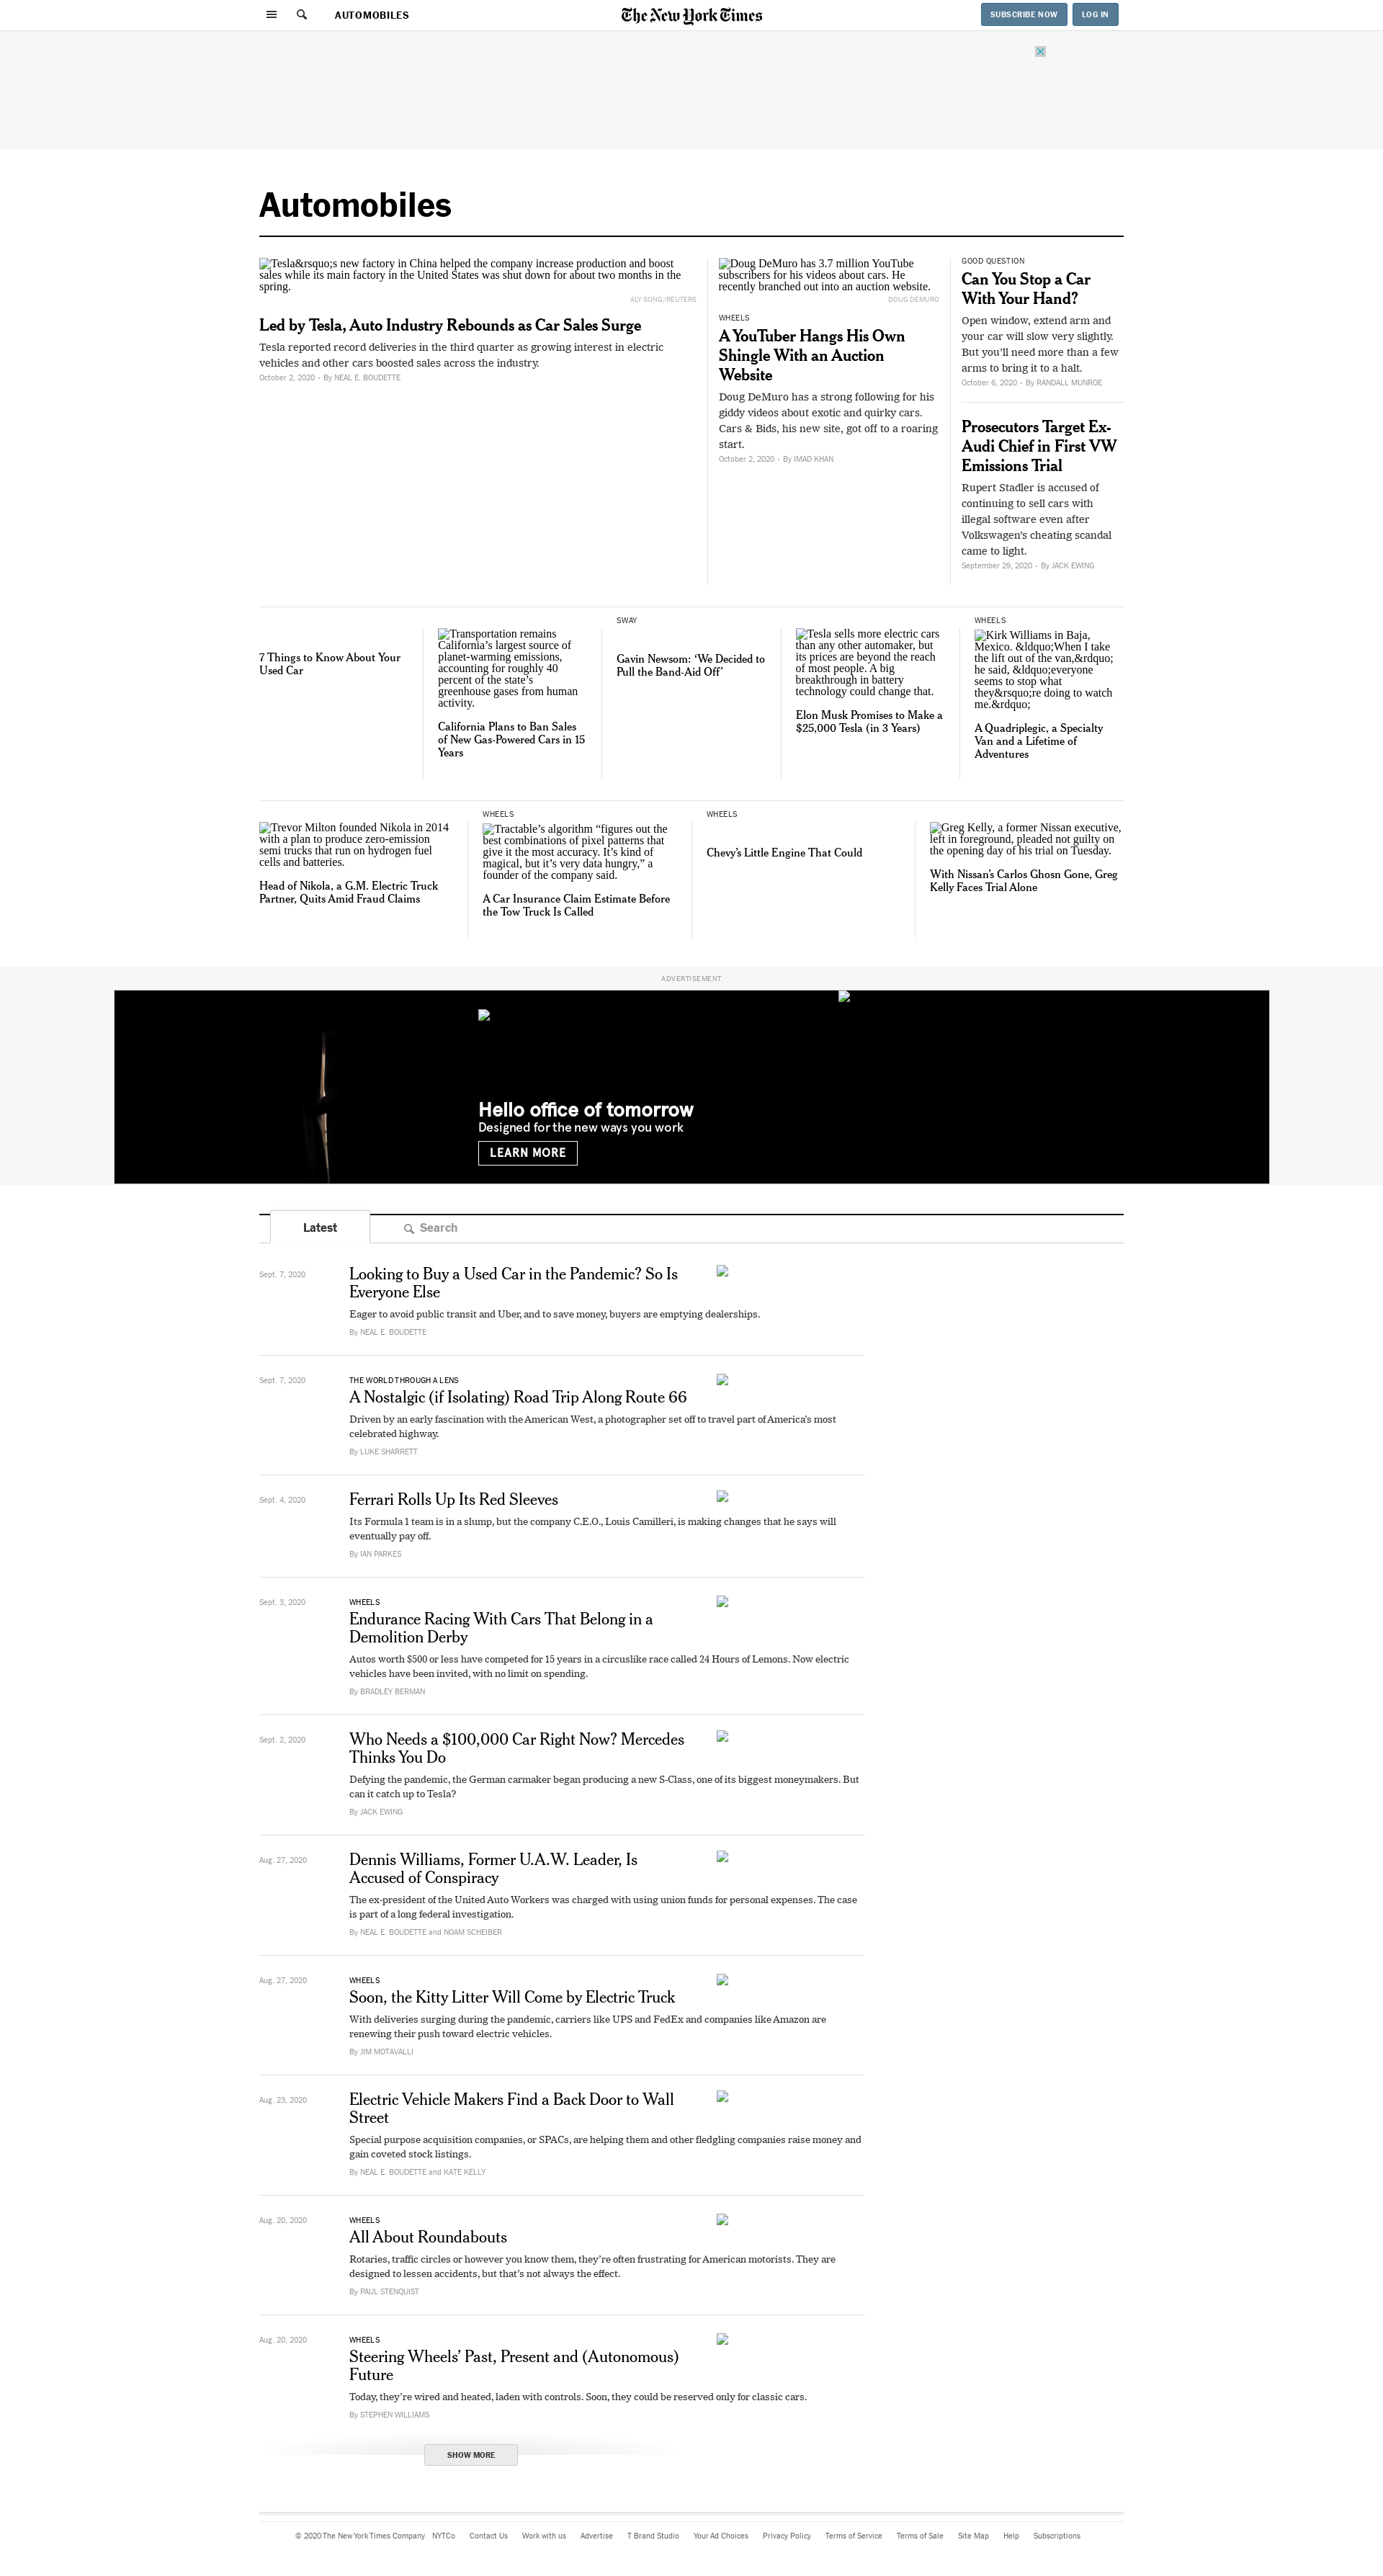 AUTOMOBILES
The New York Times
SUBSCRIBE NOW
LOG IN
Automobiles
Tesla&rsquo;s new factory in China helped the company increase production and boost
sales while its main factory in the United States was shut down for about two months in the
spring.
ALY SONG/REUTERS
Led by Tesla, Auto Industry Rebounds as Car Sales Surge
Tesla reported record deliveries in the third quarter as growing interest in electric
vehicles and other cars boosted sales across the industry.
October 2, 2020 • By NEAL E. BOUDETTE
Doug DeMuro has 3.7 million YouTube
subscribers for his videos about cars. He
recently branched out into an auction website.
DOUG DEMURO
WHEELS
A YouTuber Hangs His Own
Shingle With an Auction
Website
Doug DeMuro has a strong following for his
giddy videos about exotic and quirky cars.
Cars & Bids, his new site, got off to a roaring
start.
October 2, 2020 • By IMAD KHAN
GOOD QUESTION
Can You Stop a Car
With Your Hand?
Open window, extend arm and
your car will slow very slightly.
But you’ll need more than a few
arms to bring it to a halt.
October 6, 2020 • By RANDALL MUNROE
Prosecutors Target Ex-
Audi Chief in First VW
Emissions Trial
Rupert Stadler is accused of
continuing to sell cars with
illegal software even after
Volkswagen’s cheating scandal
came to light.
September 29, 2020 • By JACK EWING
7 Things to Know About Your
Used Car
Transportation remains
California’s largest source of
planet-warming emissions,
accounting for roughly 40
percent of the state’s
greenhouse gases from human
activity.
California Plans to Ban Sales
of New Gas-Powered Cars in 15
Years
SWAY
Gavin Newsom: ‘We Decided to
Pull the Band-Aid Off’
Tesla sells more electric cars
than any other automaker, but
its prices are beyond the reach
of most people. A big
breakthrough in battery
technology could change that.
Elon Musk Promises to Make a
$25,000 Tesla (in 3 Years)
WHEELS
Kirk Williams in Baja,
Mexico. &ldquo;When I take
the lift out of the van,&rdquo;
he said, &ldquo;everyone
seems to stop what
they&rsquo;re doing to watch
me.&rdquo;
A Quadriplegic, a Specialty
Van and a Lifetime of
Adventures
Trevor Milton founded Nikola in 2014
with a plan to produce zero-emission
semi trucks that run on hydrogen fuel
cells and batteries.
Head of Nikola, a G.M. Electric Truck
Partner, Quits Amid Fraud Claims
WHEELS
Tractable’s algorithm “figures out the
best combinations of pixel patterns that
give it the most accuracy. It’s kind of
magical, but it’s very data hungry,” a
founder of the company said.
A Car Insurance Claim Estimate Before
the Tow Truck Is Called
WHEELS
Chevy’s Little Engine That Could
Greg Kelly, a former Nissan executive,
left in foreground, pleaded not guilty on
the opening day of his trial on Tuesday.
With Nissan’s Carlos Ghosn Gone, Greg
Kelly Faces Trial Alone
ADVERTISEMENT
Hello office of tomorrow
Designed for the new ways you work
LEARN MORE
Latest
Search
Sept. 7, 2020
Looking to Buy a Used Car in the Pandemic? So Is
Everyone Else
Eager to avoid public transit and Uber, and to save money, buyers are emptying dealerships.
By NEAL E. BOUDETTE
Sept. 7, 2020
THE WORLD THROUGH A LENS
A Nostalgic (if Isolating) Road Trip Along Route 66
Driven by an early fascination with the American West, a photographer set off to travel part of America’s most
celebrated highway.
By LUKE SHARRETT
Sept. 4, 2020
Ferrari Rolls Up Its Red Sleeves
Its Formula 1 team is in a slump, but the company C.E.O., Louis Camilleri, is making changes that he says will
eventually pay off.
By IAN PARKES
Sept. 3, 2020
WHEELS
Endurance Racing With Cars That Belong in a
Demolition Derby
Autos worth $500 or less have competed for 15 years in a circuslike race called 24 Hours of Lemons. Now electric
vehicles have been invited, with no limit on spending.
By BRADLEY BERMAN
Sept. 2, 2020
Who Needs a $100,000 Car Right Now? Mercedes
Thinks You Do
Defying the pandemic, the German carmaker began producing a new S-Class, one of its biggest moneymakers. But
can it catch up to Tesla?
By JACK EWING
Aug. 27, 2020
Dennis Williams, Former U.A.W. Leader, Is
Accused of Conspiracy
The ex-president of the United Auto Workers was charged with using union funds for personal expenses. The case
is part of a long federal investigation.
By NEAL E. BOUDETTE and NOAM SCHEIBER
Aug. 27, 2020
WHEELS
Soon, the Kitty Litter Will Come by Electric Truck
With deliveries surging during the pandemic, carriers like UPS and FedEx and companies like Amazon are
renewing their push toward electric vehicles.
By JIM MOTAVALLI
Aug. 23, 2020
Electric Vehicle Makers Find a Back Door to Wall
Street
Special purpose acquisition companies, or SPACs, are helping them and other fledgling companies raise money and
gain coveted stock listings.
By NEAL E. BOUDETTE and KATE KELLY
Aug. 20, 2020
WHEELS
All About Roundabouts
Rotaries, traffic circles or however you know them, they’re often frustrating for American motorists. They are
designed to lessen accidents, but that’s not always the effect.
By PAUL STENQUIST
Aug. 20, 2020
WHEELS
Steering Wheels’ Past, Present and (Autonomous)
Future
Today, they’re wired and heated, laden with controls. Soon, they could be reserved only for classic cars.
By STEPHEN WILLIAMS
SHOW MORE
© 2020 The New York Times Company NYTCo Contact Us Work with us Advertise T Brand Studio Your Ad Choices Privacy Policy Terms of Service Terms of Sale Site Map Help Subscriptions